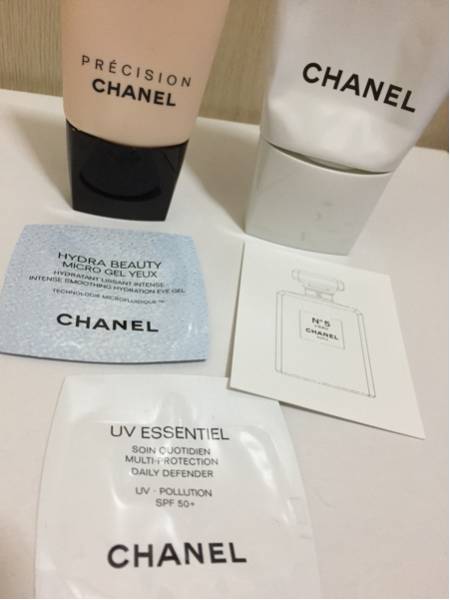 PRÉCISION
CHANEL
CHANEL
HYDRA BEAUTY
MICRO GEL YEUX
HYDRATANT LISSANT INTENSE
INTENSE SMOOTHING HYDRATION EYE GEL
TECHNOLOGIE MICROFLUIDIQUE™
CHANEL
N°5
L'EAU
CHANEL
PARIS
UV ESSENTIEL
SOIN QUOTIDIEN
MULTI-PROTECTION
DAILY DEFENDER
UV · POLLUTION
SPF 50+
CHANEL